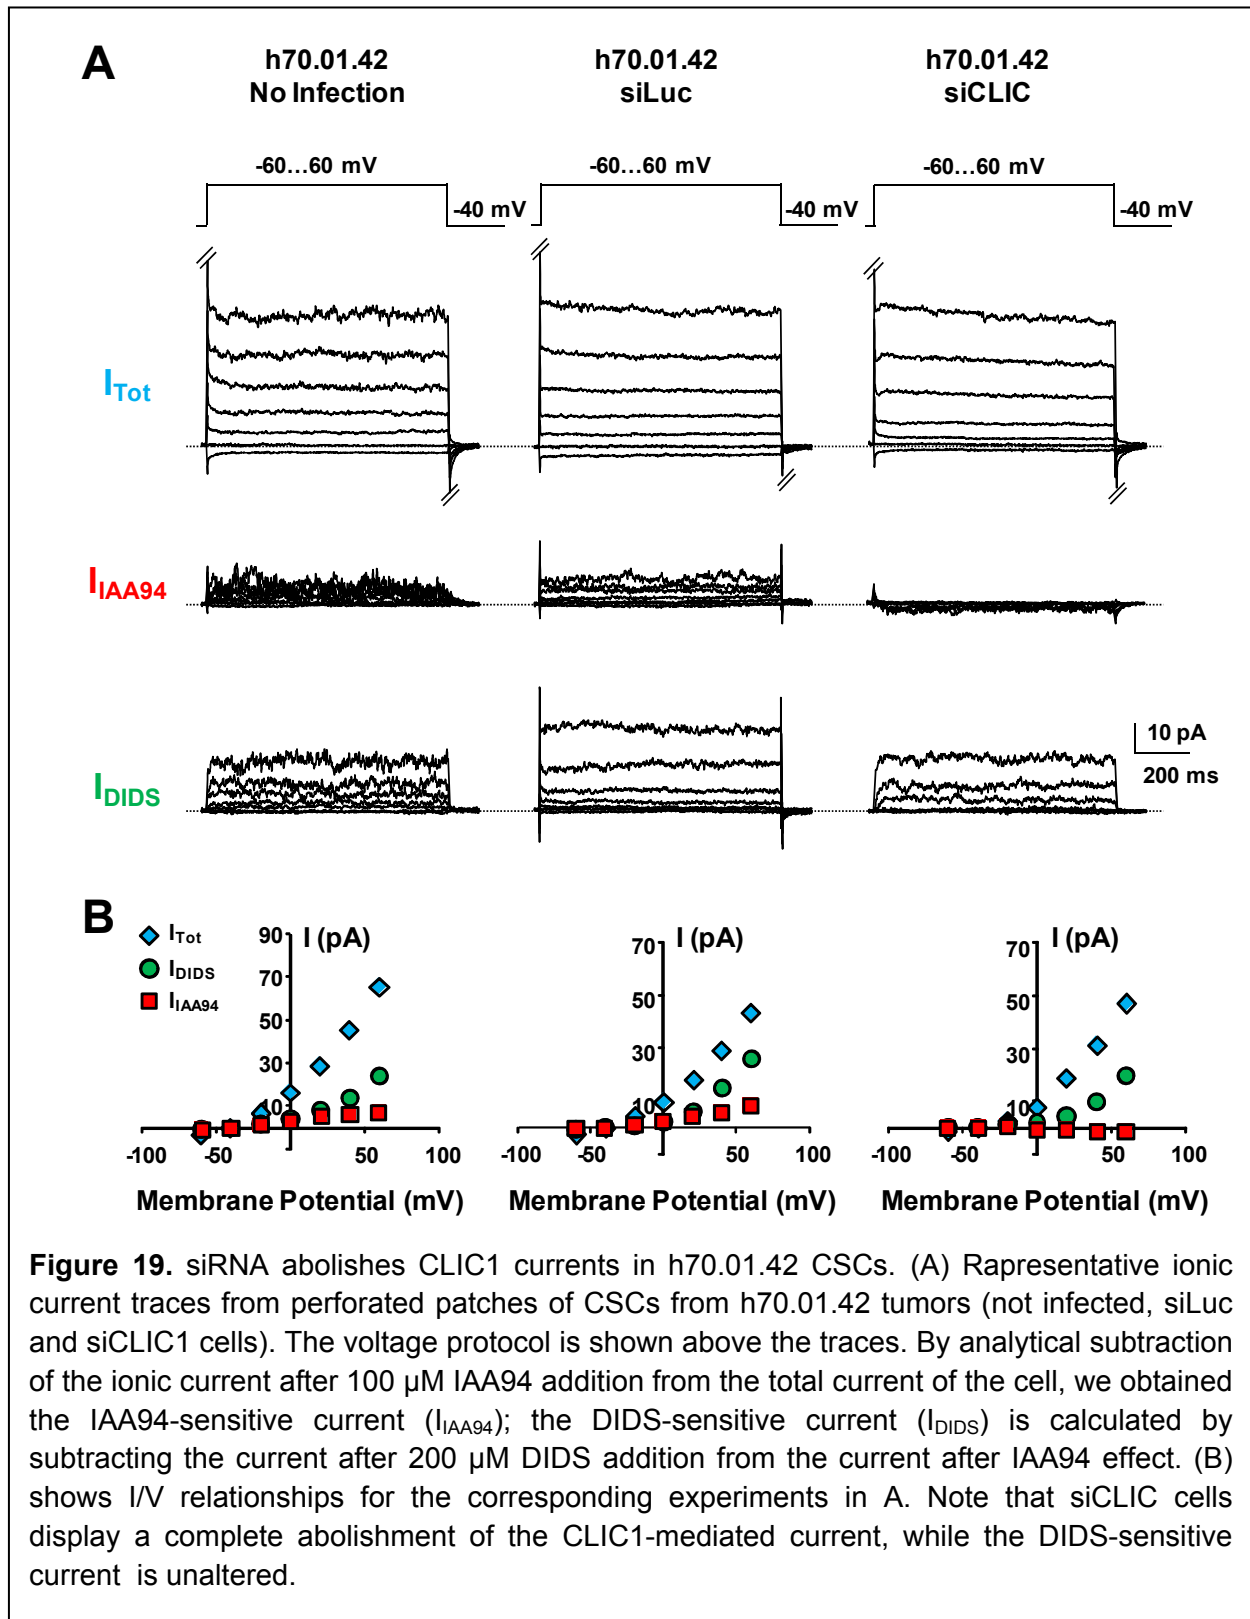 A
h70.01.42
No Infection
h70.01.42
siLuc
h70.01.42
siCLIC
-60...60 mV
-40 mV
-60...60 mV
-40 mV
-60...60 mV
-40 mV
I_Tot
I_IAA94
I_DIDS
10 pA
200 ms
B
I_Tot
I_DIDS
I_IAA94
I (pA)
90
70
50
30
10
-100 -50 50 100
Membrane Potential (mV)
I (pA)
70
50
30
10
-100 -50 50 100
Membrane Potential (mV)
I (pA)
70
50
30
10
-100 -50 50 100
Membrane Potential (mV)
Figure 19. siRNA abolishes CLIC1 currents in h70.01.42 CSCs. (A) Rapresentative ionic
current traces from perforated patches of CSCs from h70.01.42 tumors (not infected, siLuc
and siCLIC1 cells). The voltage protocol is shown above the traces. By analytical subtraction
of the ionic current after 100 µM IAA94 addition from the total current of the cell, we obtained
the IAA94-sensitive current (I_IAA94); the DIDS-sensitive current (I_DIDS) is calculated by
subtracting the current after 200 µM DIDS addition from the current after IAA94 effect. (B)
shows I/V relationships for the corresponding experiments in A. Note that siCLIC cells
display a complete abolishment of the CLIC1-mediated current, while the DIDS-sensitive
current is unaltered.